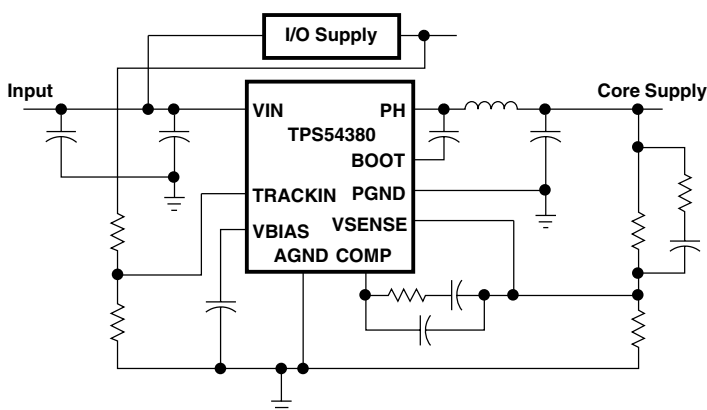 I/O Supply
Input
Core Supply
VIN
PH
TPS54380
BOOT
TRACKIN
PGND
VBIAS
VSENSE
AGND COMP